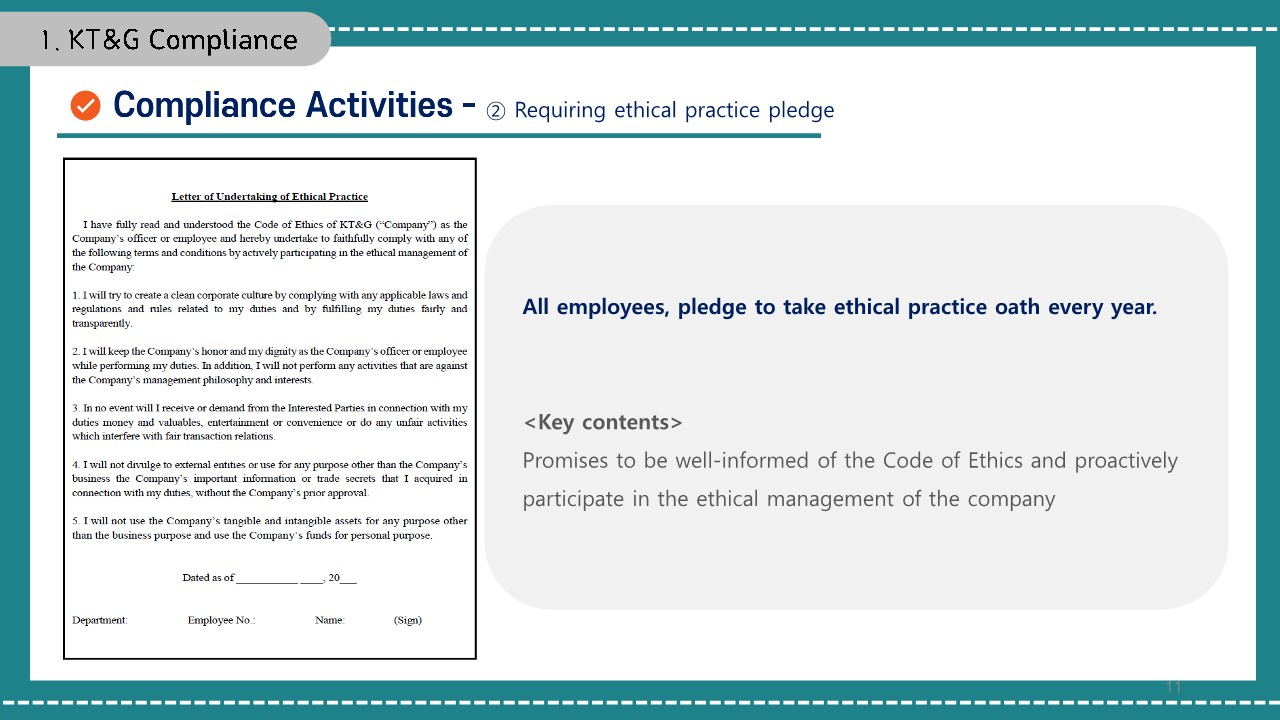 1. KT&G Compliance
Compliance Activities - ② Requiring ethical practice pledge
Letter of Undertaking of Ethical Practice
I have fully read and understood the Code of Ethics of KT&G (“Company”) as the
Company’s officer or employee and hereby undertake to faithfully comply with any of
the following terms and conditions by actively participating in the ethical management of
the Company:
1. I will try to create a clean corporate culture by complying with any applicable laws and
regulations and rules related to my duties and by fulfilling my duties fairly and
transparently.
2. I will keep the Company’s honor and my dignity as the Company’s officer or employee
while performing my duties. In addition, I will not perform any activities that are against
the Company’s management philosophy and interests.
3. In no event will I receive or demand from the Interested Parties in connection with my
duties money and valuables, entertainment or convenience or do any unfair activities
which interfere with fair transaction relations.
4. I will not divulge to external entities or use for any purpose other than the Company’s
business the Company’s important information or trade secrets that I acquired in
connection with my duties, without the Company’s prior approval.
5. I will not use the Company’s tangible and intangible assets for any purpose other
than the business purpose and use the Company’s funds for personal purpose.
Dated as of ___________ ____, 20___
Department: Employee No.: Name: (Sign)
All employees, pledge to take ethical practice oath every year.
<Key contents>
Promises to be well-informed of the Code of Ethics and proactively
participate in the ethical management of the company
11